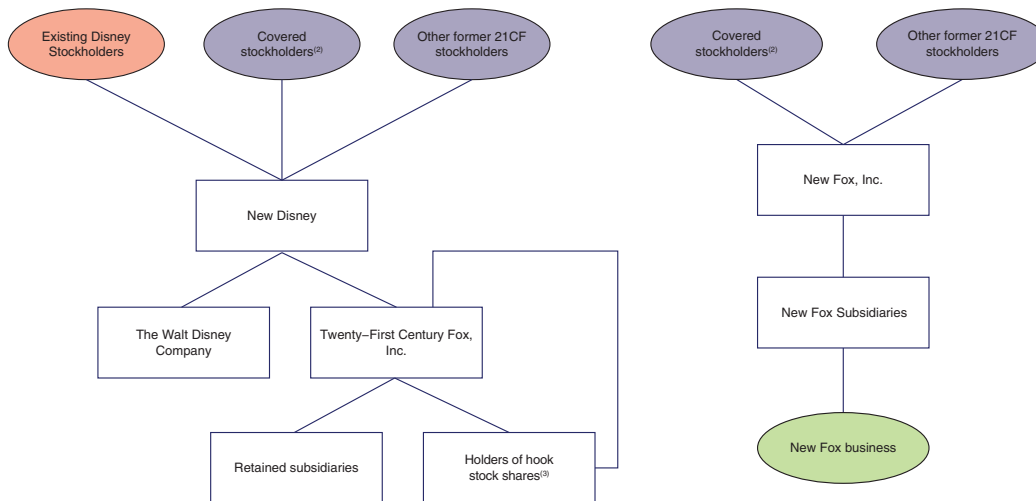 Existing Disney
Stockholders
Covered
stockholders(2)
Other former 21CF
stockholders
Covered
stockholders(2)
Other former 21CF
stockholders
New Disney
New Fox, Inc.
The Walt Disney
Company
Twenty–First Century Fox,
Inc.
New Fox Subsidiaries
Retained subsidiaries
Holders of hook
stock shares(3)
New Fox business